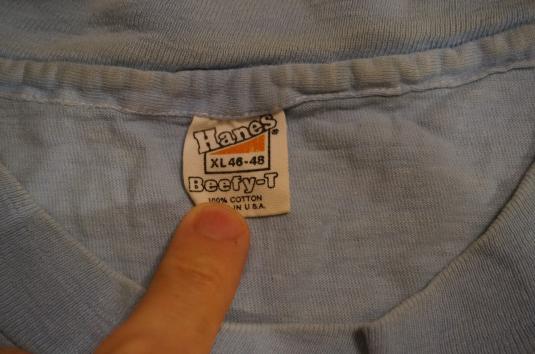 Hanes®
XL 46-48
Beefy-T
100% COTTON
IN U.S.A.